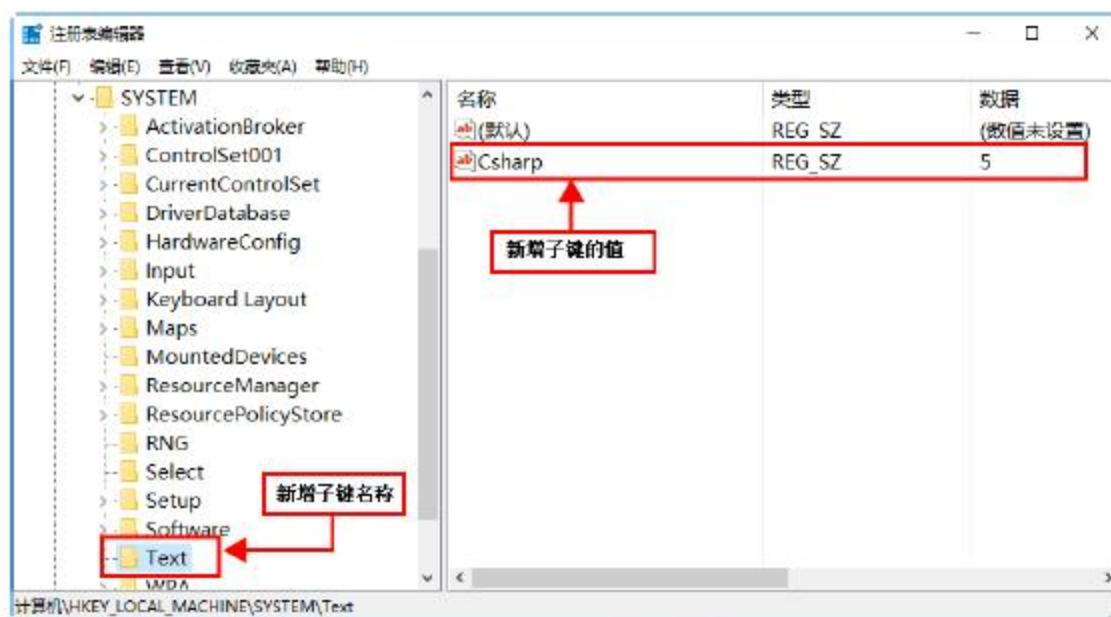 注册表编辑器
文件(F) 编辑(E) 查看(V) 收藏夹(A) 帮助(H)
SYSTEM
ActivationBroker
ControlSet001
CurrentControlSet
DriverDatabase
HardwareConfig
Input
Keyboard Layout
Maps
MountedDevices
ResourceManager
ResourcePolicyStore
RNG
Select
Setup
Software
Text
WPA
新增子键名称
名称 类型 数据
ab (默认) REG_SZ (数值未设置)
ab Csharp REG_SZ 5
新增子键的值
计算机\HKEY_LOCAL_MACHINE\SYSTEM\Text